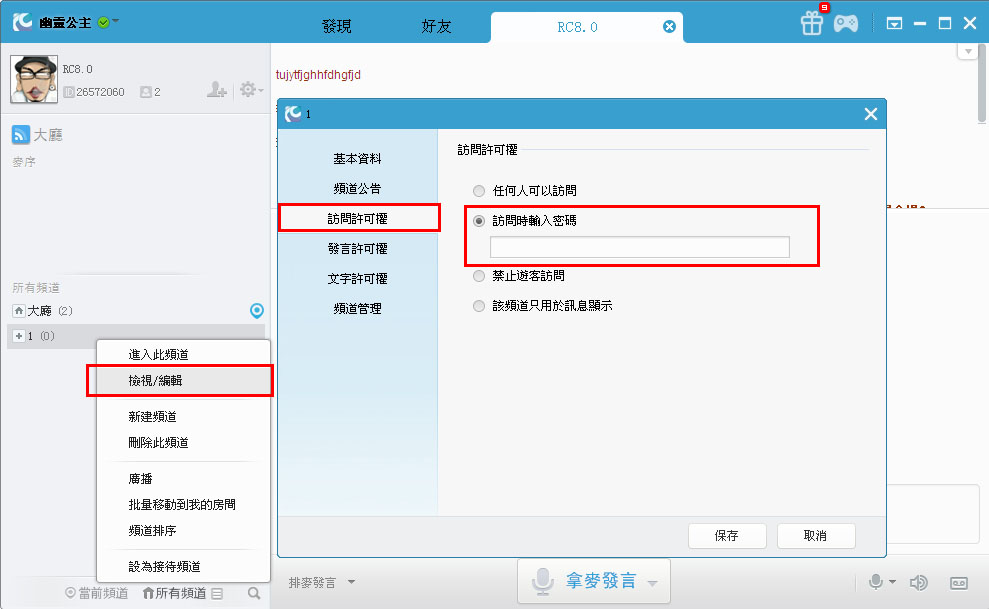 幽靈公主
發現
好友
RC8.0
9
RC8.0
26572060
2
大廳
麥序
所有頻道
大廳 (2)
1 (0)
進入此頻道
檢視/編輯
新建頻道
刪除此頻道
廣播
批量移動到我的房間
頻道排序
設為接待頻道
當前頻道
所有頻道
tujytfjghhfdhgfjd
1
基本資料
頻道公告
訪問許可權
發言許可權
文字許可權
頻道管理
訪問許可權
任何人可以訪問
訪問時輸入密碼
禁止遊客訪問
該頻道只用於訊息顯示
保存
取消
排麥發言
拿麥發言